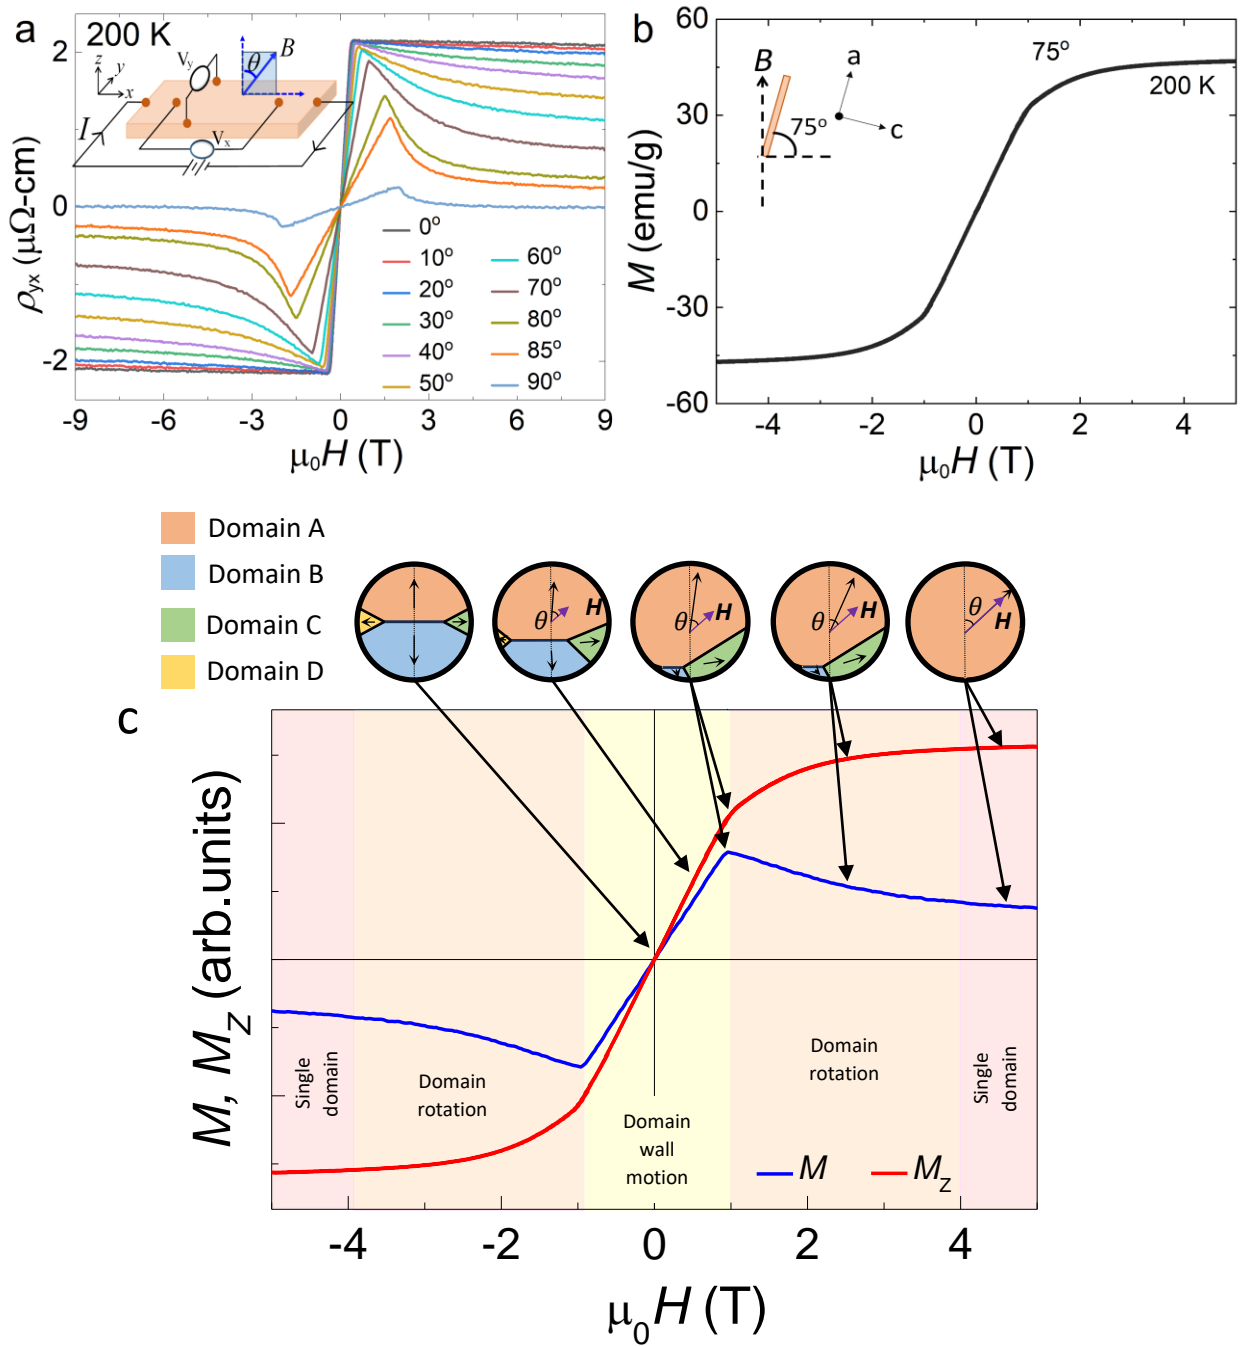 a
200 K
z
y
x
V_y
θ
B
I
V_x
2
0
-2
ρ_yx (μΩ-cm)
0°
10°
20°
30°
40°
50°
60°
70°
80°
85°
90°
-9 -6 -3 0 3 6 9
μ₀H (T)
b
60
30
0
-30
-60
M (emu/g)
B
75°
a
c
75°
200 K
-4 -2 0 2 4
μ₀H (T)
Domain A
Domain B
Domain C
Domain D
θ H
θ H
θ H
θ H
c
M, M_Z (arb.units)
Single
domain
Domain
rotation
Domain
wall
motion
Domain
rotation
Single
domain
M M_Z
-4 -2 0 2 4
μ₀H (T)